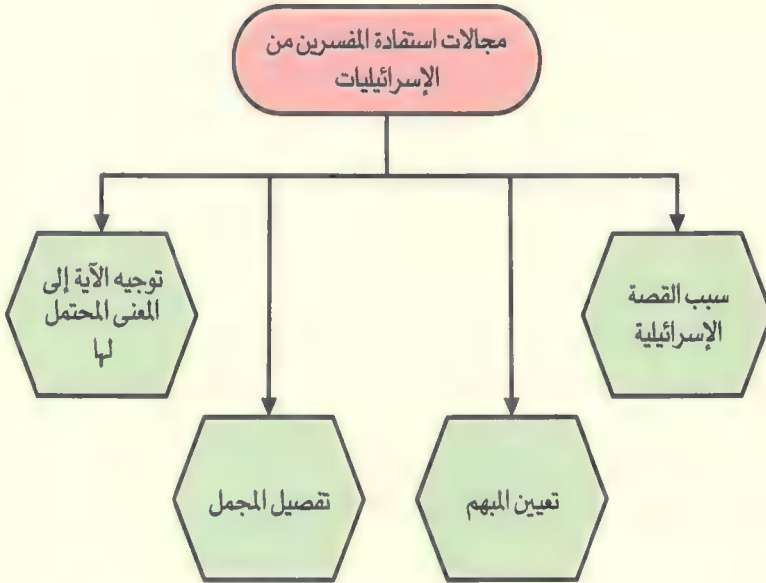 مجالات استفادة المفسرين من
الإسرائيليات
سبب القصة
الإسرائيلية
تعيين المبهم
تفصيل المجمل
توجيه الآية إلى
المعنى المحتمل
لها